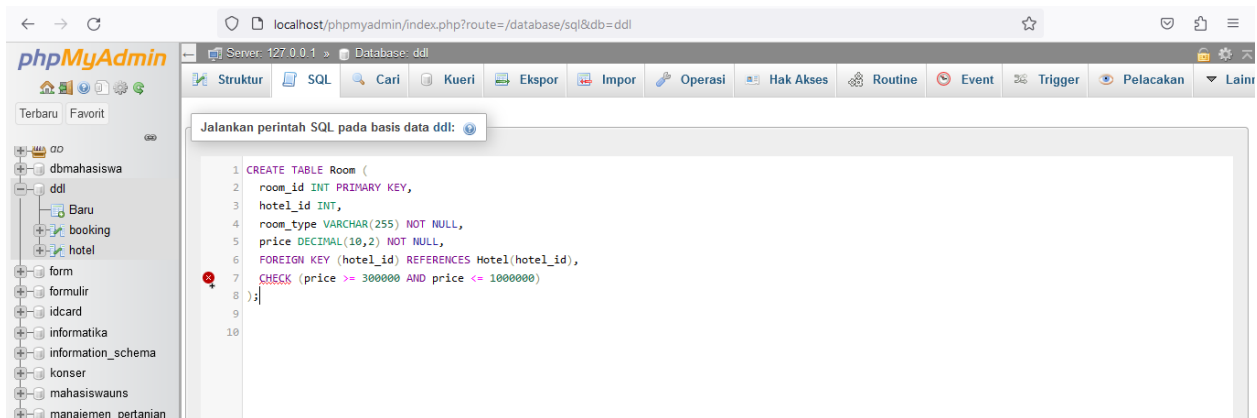 localhost/phpmyadmin/index.php?route=/database/sql&db=ddl
phpMyAdmin
Terbaru Favorit
dbmahasiswa
ddl
Baru
booking
hotel
form
formulir
idcard
informatika
information_schema
konser
mahasiswauns
manajemen_pertanian
Server: 127.0.0.1 » Database: ddl
Struktur SQL Cari Kueri Ekspor Impor Operasi Hak Akses Routine Event Trigger Pelacakan Lainn
Jalankan perintah SQL pada basis data ddl:
1 CREATE TABLE Room (
2 room_id INT PRIMARY KEY,
3 hotel_id INT,
4 room_type VARCHAR(255) NOT NULL,
5 price DECIMAL(10,2) NOT NULL,
6 FOREIGN KEY (hotel_id) REFERENCES Hotel(hotel_id),
7 CHECK (price >= 300000 AND price <= 1000000)
8 );
9
10